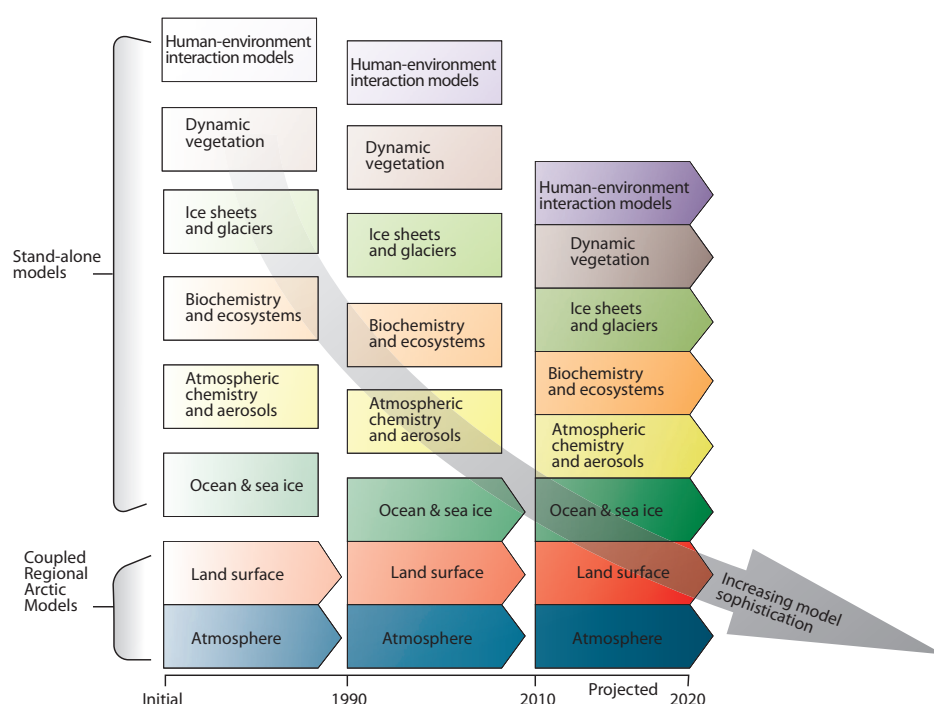 Human-environment
interaction models
Dynamic
vegetation
Ice sheets
and glaciers
Biochemistry
and ecosystems
Atmospheric
chemistry
and aerosols
Ocean & sea ice
Land surface
Atmosphere
Human-environment
interaction models
Dynamic
vegetation
Ice sheets
and glaciers
Biochemistry
and ecosystems
Atmospheric
chemistry
and aerosols
Ocean & sea ice
Land surface
Atmosphere
Human-environment
interaction models
Dynamic
vegetation
Ice sheets
and glaciers
Biochemistry
and ecosystems
Atmospheric
chemistry
and aerosols
Ocean & sea ice
Land surface
Atmosphere
Stand-alone
models
Coupled
Regional
Arctic
Models
Increasing model
sophistication
Initial
1990
2010
Projected
2020